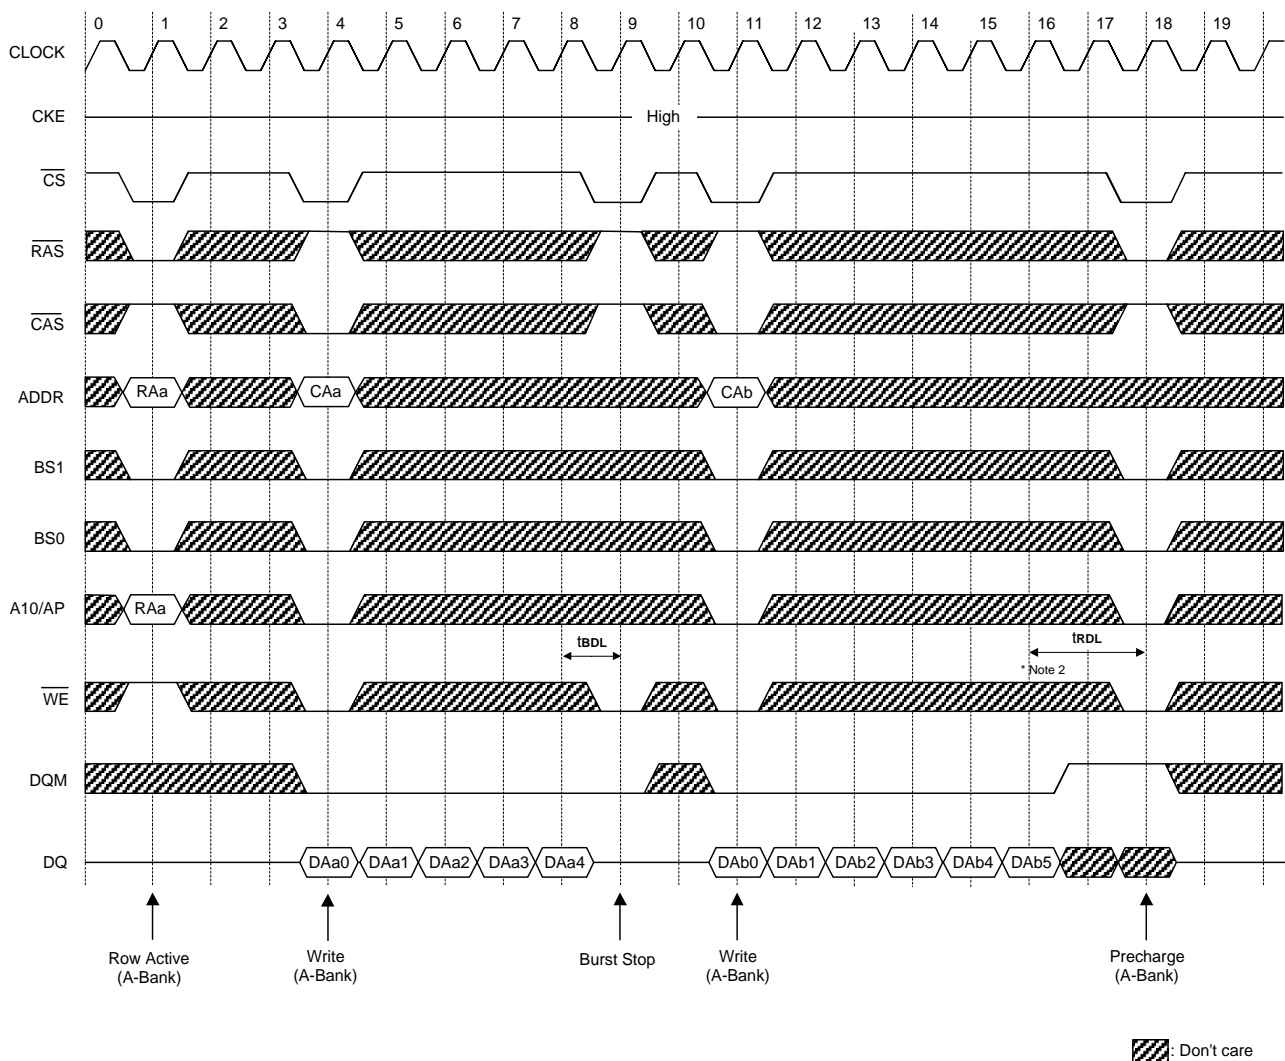 0 1 2 3 4 5 6 7 8 9 10 11 12 13 14 15 16 17 18 19
CLOCK
CKE High
CS
RAS
CAS
ADDR RAa CAa CAb
BS1
BS0
A10/AP RAa
tBDL tRDL
* Note 2
WE
DQM
DQ DAa0 DAa1 DAa2 DAa3 DAa4 DAb0 DAb1 DAb2 DAb3 DAb4 DAb5
Row Active
(A-Bank)
Write
(A-Bank)
Burst Stop
Write
(A-Bank)
Precharge
(A-Bank)
: Don't care